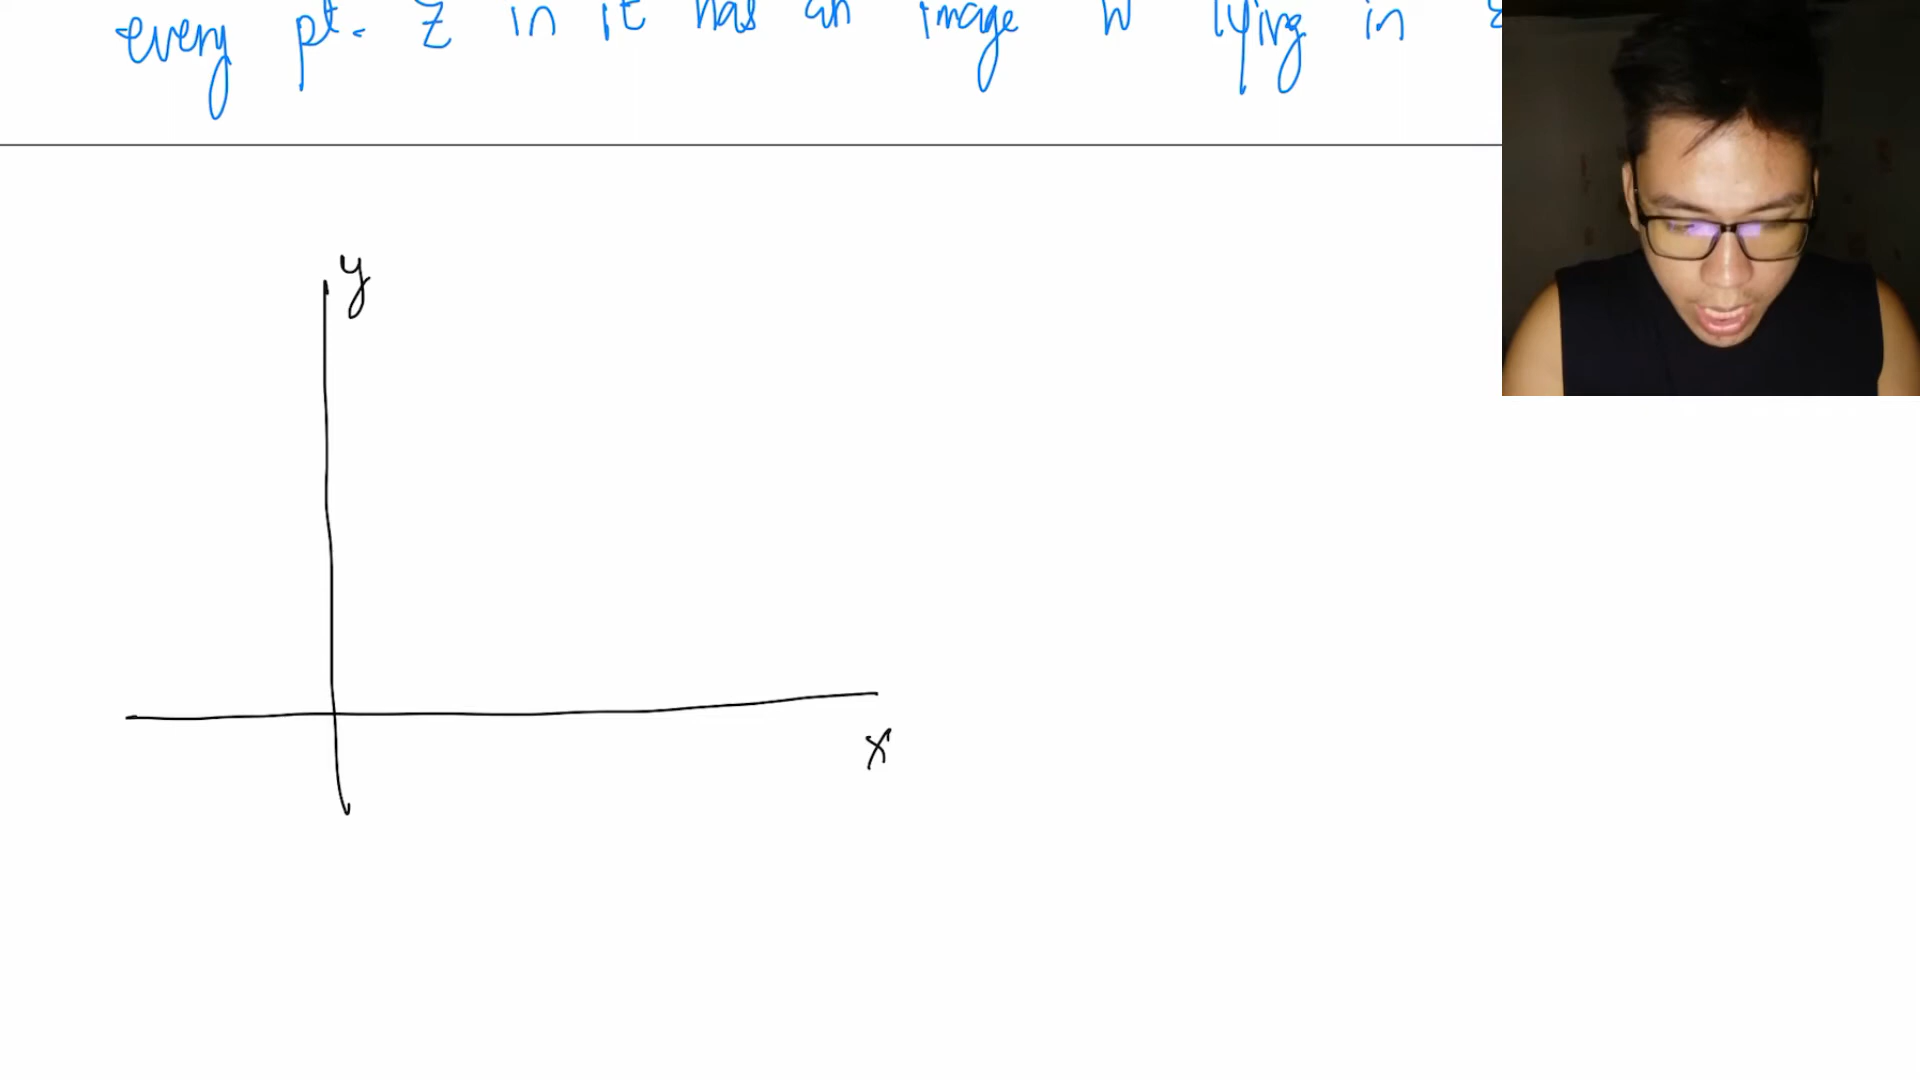 every pt. z in it has an image w lying in
y
x